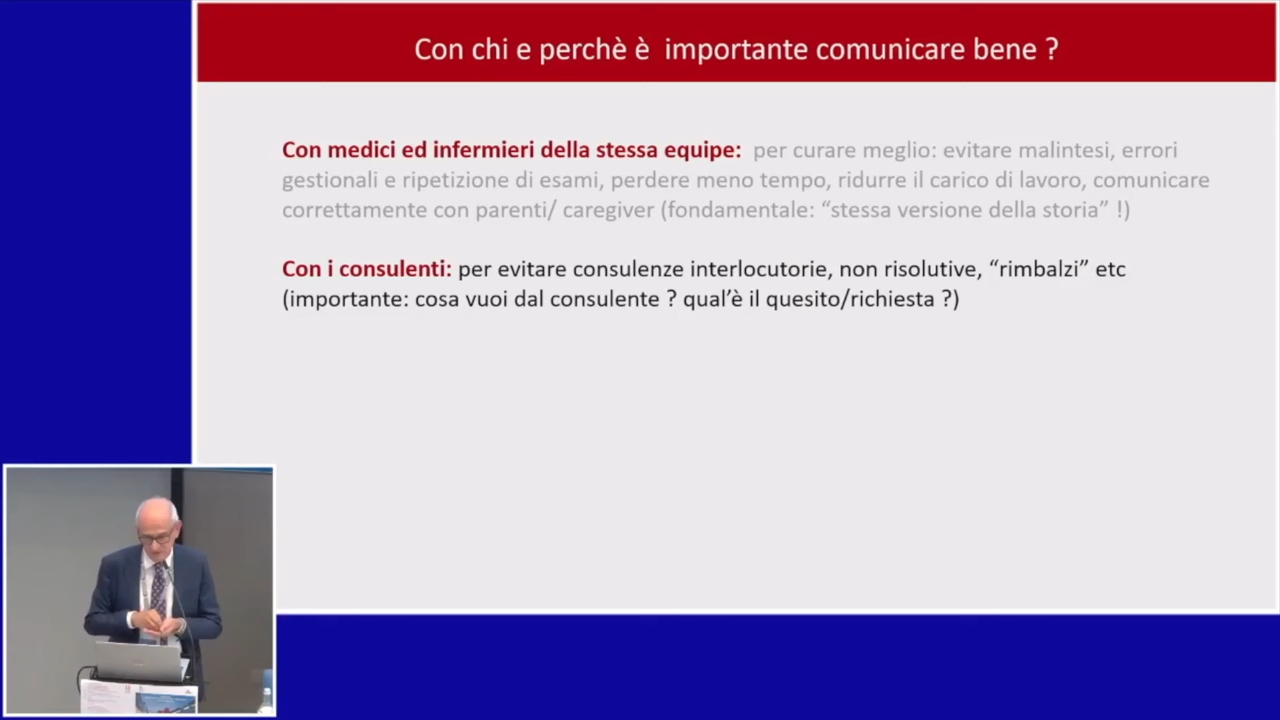 Con chi e perchè è importante comunicare bene ?
Con medici ed infermieri della stessa equipe: per curare meglio: evitare malintesi, errori
gestionali e ripetizione di esami, perdere meno tempo, ridurre il carico di lavoro, comunicare
correttamente con parenti/ caregiver (fondamentale: “stessa versione della storia” !)
Con i consulenti: per evitare consulenze interlocutorie, non risolutive, “rimbalzi” etc
(importante: cosa vuoi dal consulente ? qual’è il quesito/richiesta ?)